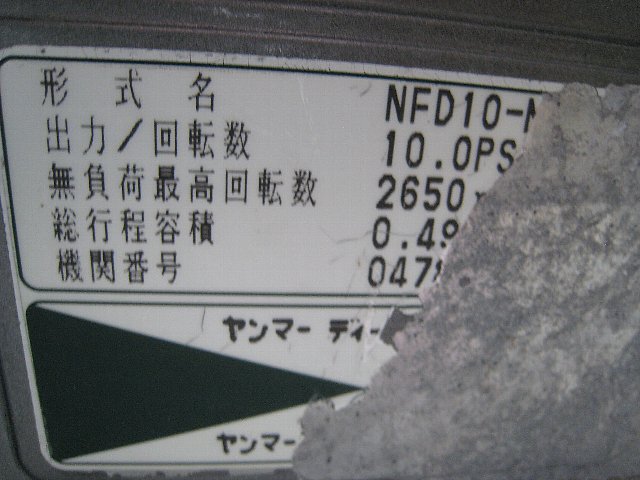 形式名 NFD10-
出力/回転数 10.0PS
無負荷最高回転数 2650
総行程容積 0.49
機関番号 047
ヤンマー ディー
ヤンマー